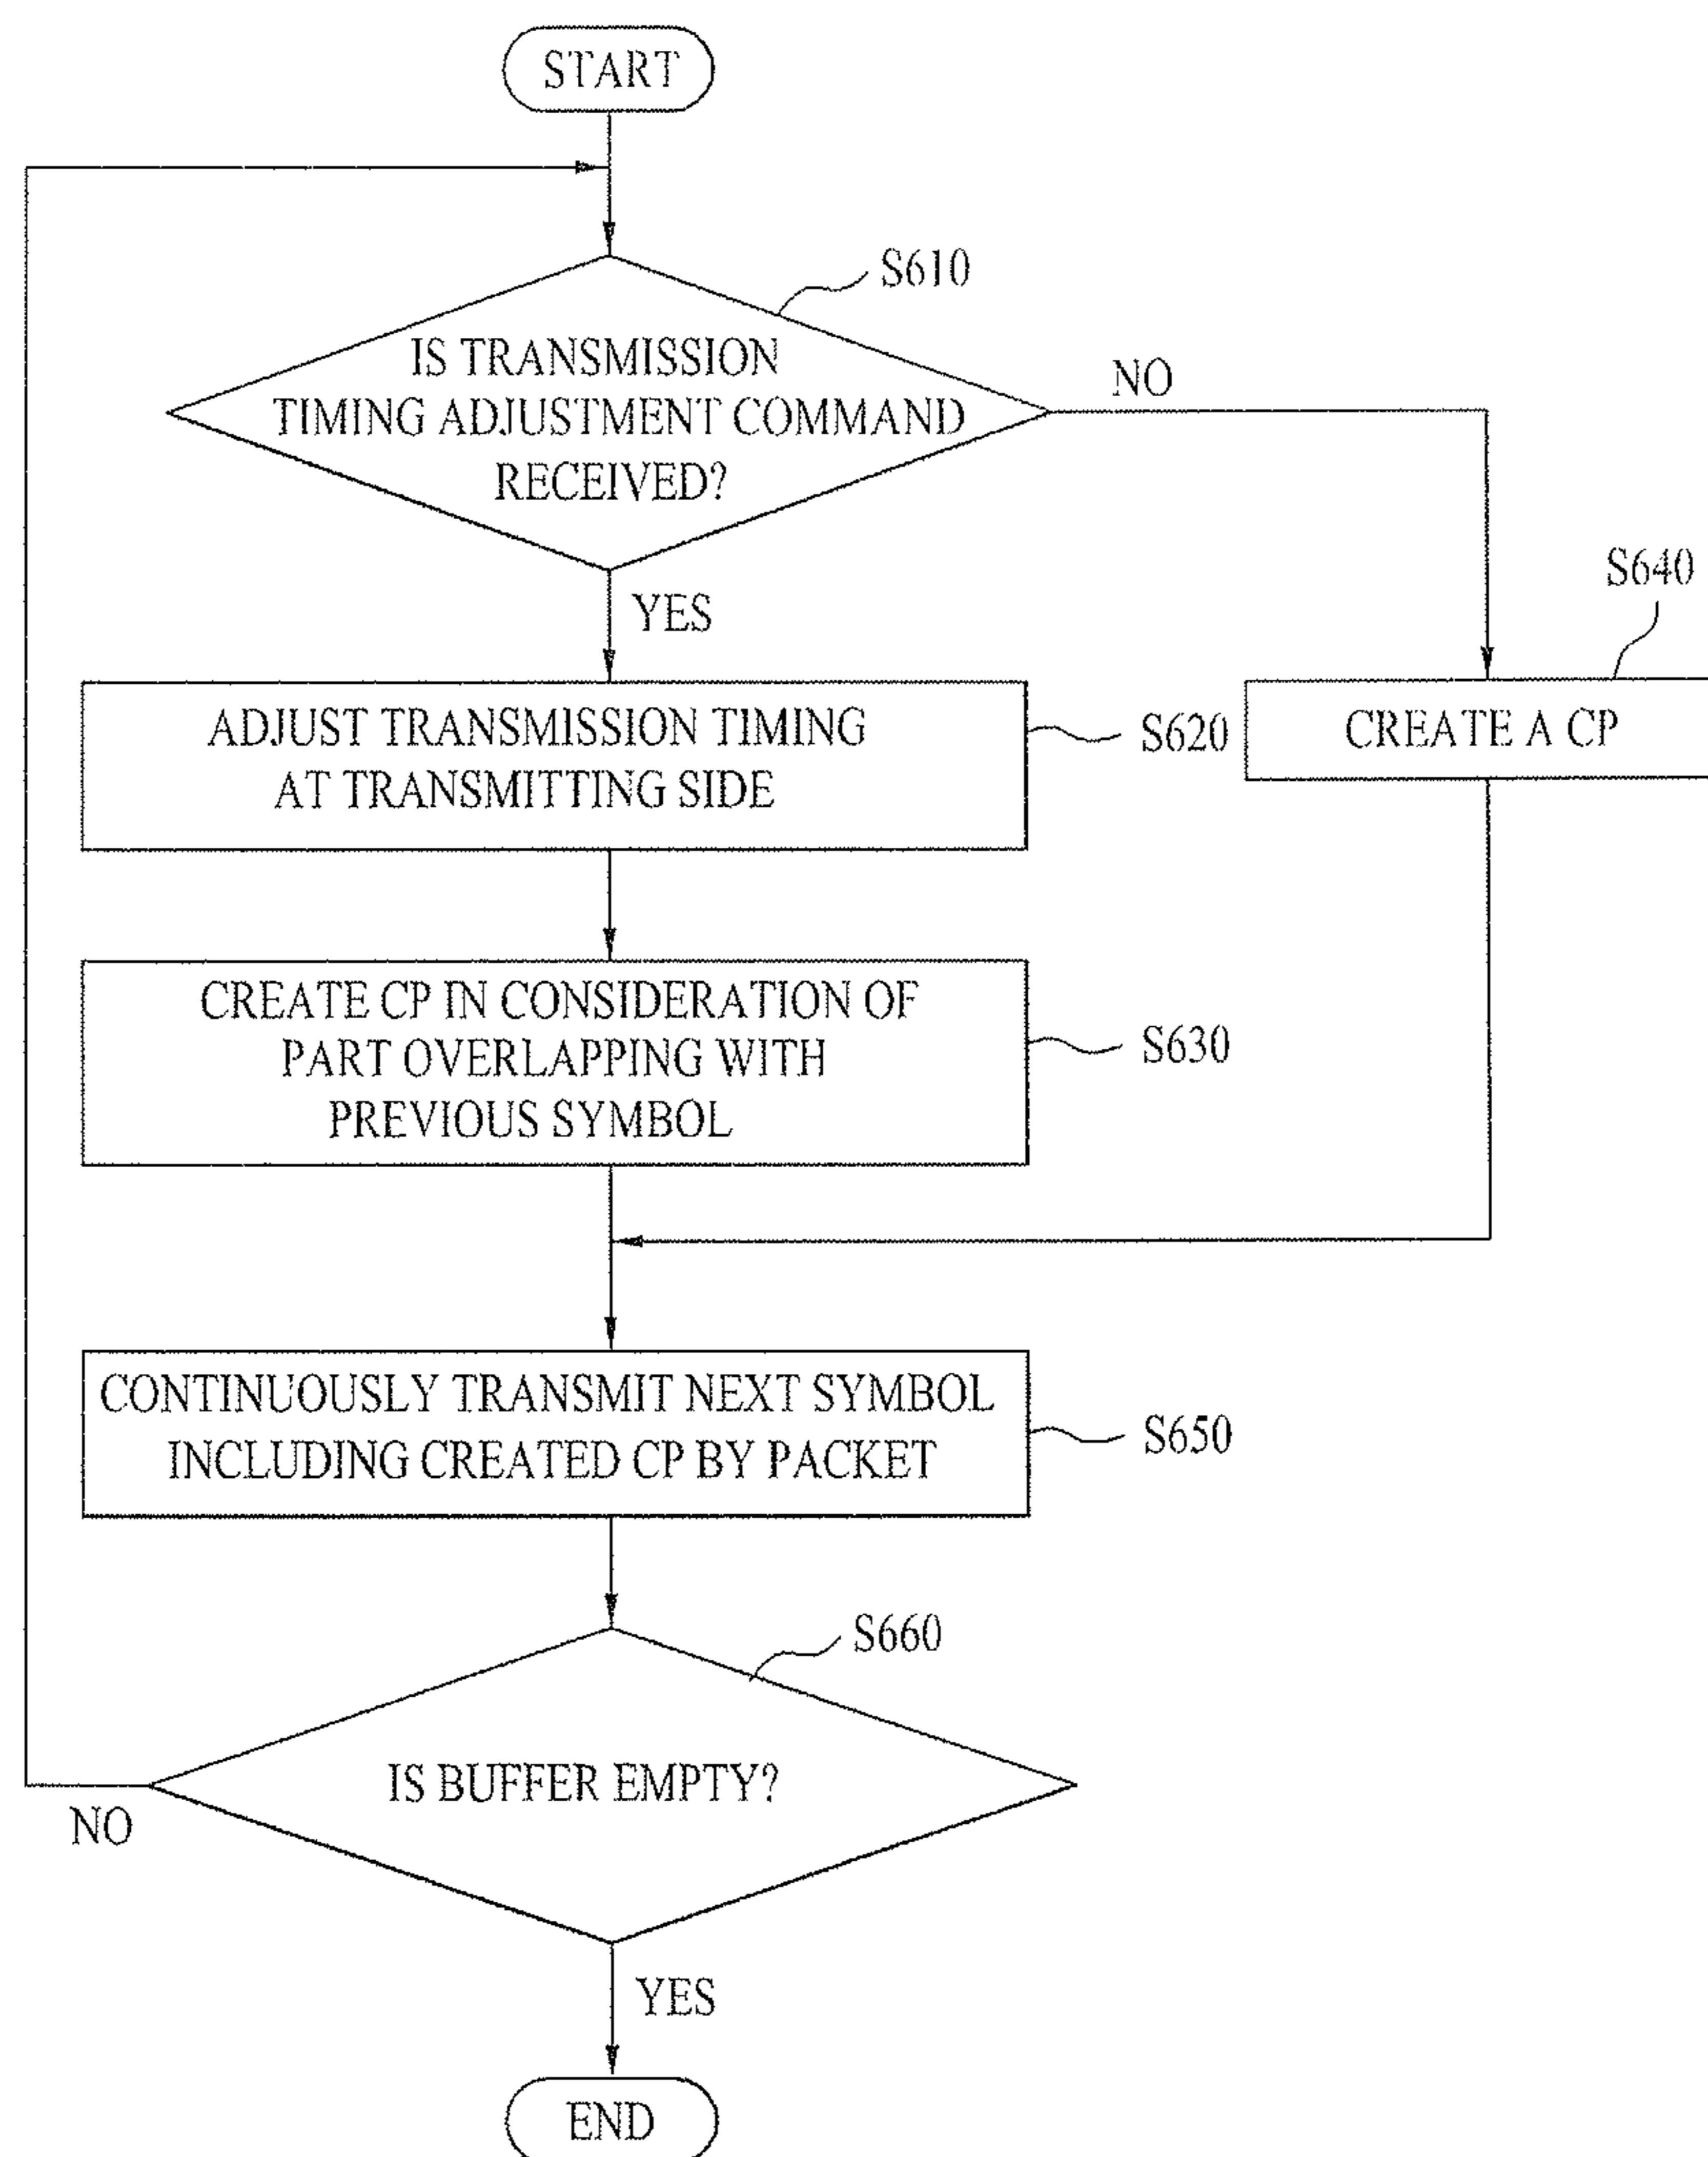 START
S610
IS TRANSMISSION
TIMING ADJUSTMENT COMMAND
RECEIVED?
NO
YES
S640
CREATE A CP
ADJUST TRANSMISSION TIMING
AT TRANSMITTING SIDE
S620
CREATE CP IN CONSIDERATION OF
PART OVERLAPPING WITH
PREVIOUS SYMBOL
S630
CONTINUOUSLY TRANSMIT NEXT SYMBOL
INCLUDING CREATED CP BY PACKET
S650
S660
IS BUFFER EMPTY?
NO
YES
END